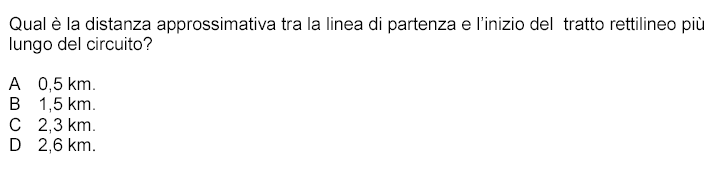 Qual è la distanza approssimativa tra la linea di partenza e l'inizio del tratto rettilineo più
lungo del circuito?
A 0,5 km.
B 1,5 km.
C 2,3 km.
D 2,6 km.